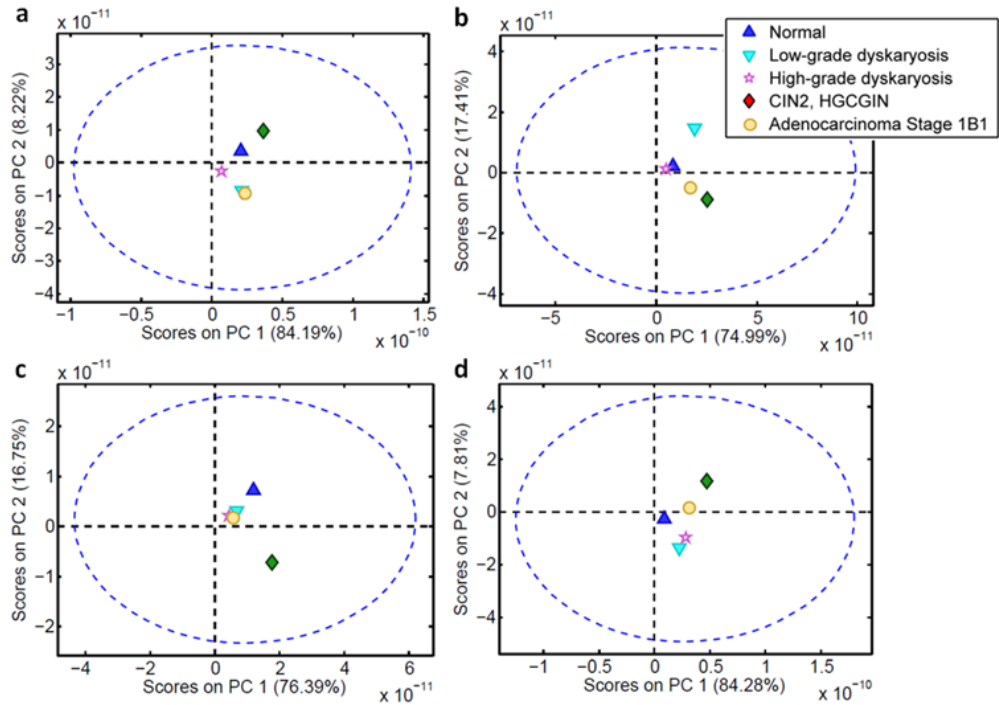 a
x 10⁻¹¹
3
2
1
0
−1
−2
−3
−4
Scores on PC 2 (8.22%)
−1 −0.5 0 0.5 1 1.5
Scores on PC 1 (84.19%)
x 10⁻¹⁰
b
x 10⁻¹¹
4
2
0
−2
−4
Scores on PC 2 (17.41%)
−5 0 5 10
Scores on PC 1 (74.99%)
x 10⁻¹¹
Normal
Low-grade dyskaryosis
High-grade dyskaryosis
CIN2, HGCGIN
Adenocarcinoma Stage 1B1
c
x 10⁻¹¹
2
1
0
−1
−2
Scores on PC 2 (16.75%)
−4 −2 0 2 4 6
Scores on PC 1 (76.39%)
x 10⁻¹¹
d
x 10⁻¹¹
4
2
0
−2
−4
Scores on PC 2 (7.81%)
−1 −0.5 0 0.5 1 1.5
Scores on PC 1 (84.28%)
x 10⁻¹⁰